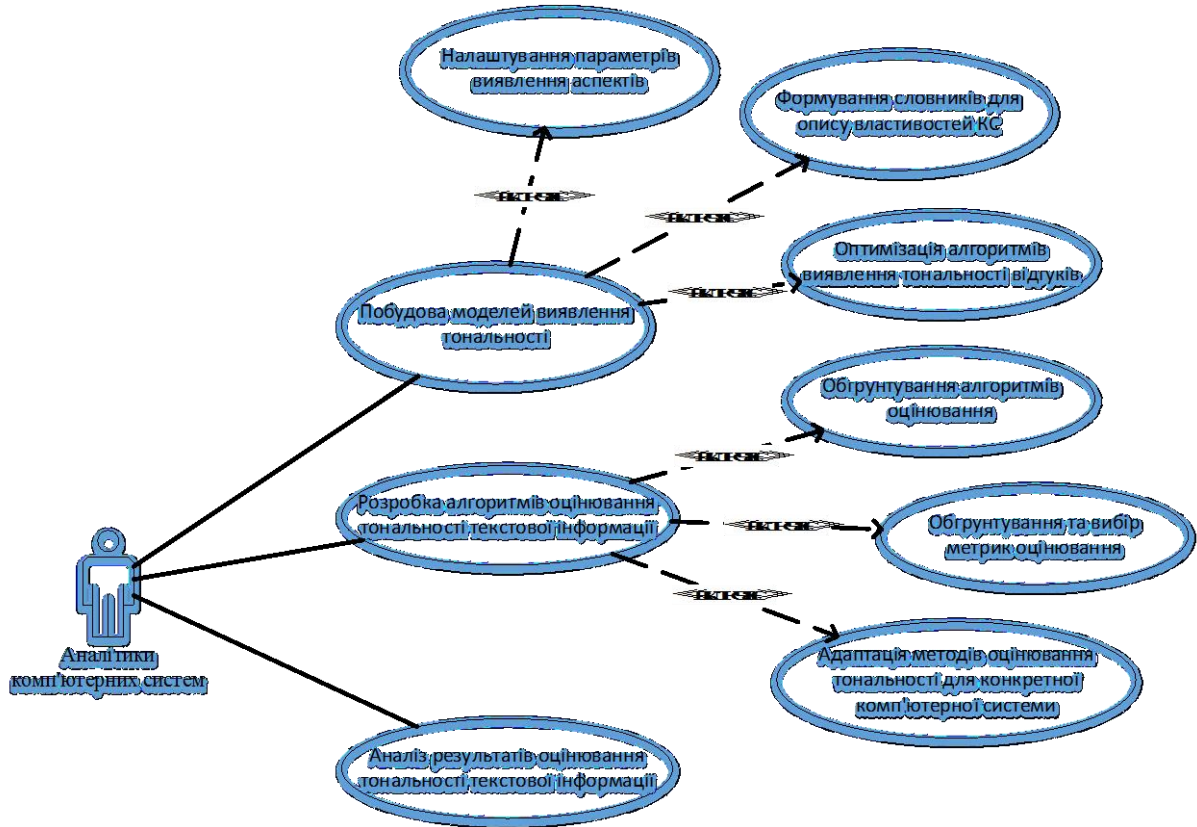 Налаштування параметрів
виявлення аспектів
Формування словників для
опису властивостей КС
Оптимізація алгоритмів
виявлення тональності відгуків
Побудова моделей виявлення
тональності
Обгрунтування алгоритмів
оцінювання
Розробка алгоритмів оцінювання
тональності текстової інформації
Обгрунтування та вибір
метрик оцінювання
Аналітики
комп'ютерних систем
Адаптація методів оцінювання
тональності для конкретної
комп'ютерної системи
Аналіз результатів оцінювання
тональності текстової інформації